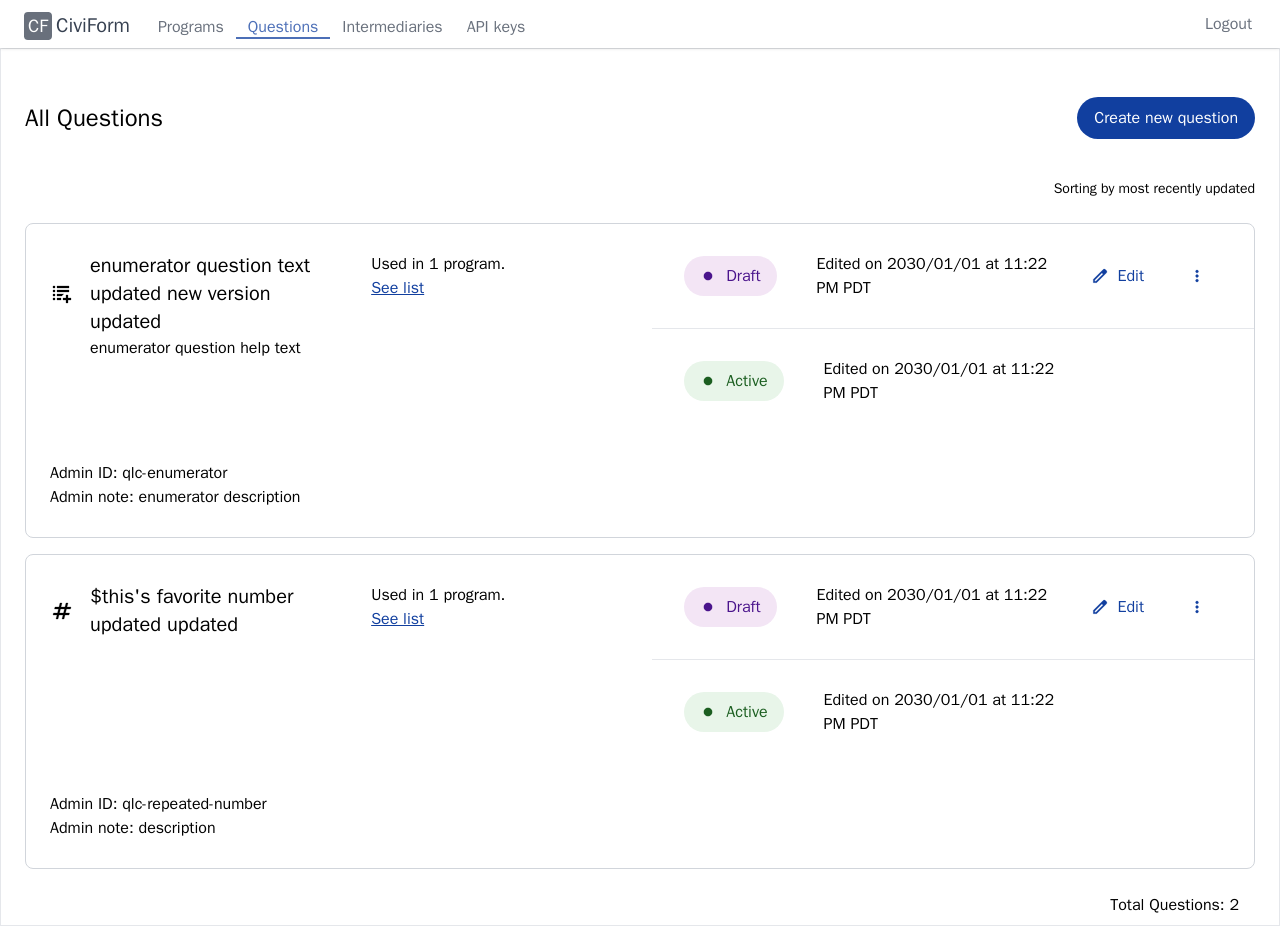 CF CiviForm Programs Questions Intermediaries API keys Logout
All Questions
Create new question
Sorting by most recently updated
enumerator question text
updated new version
updated
enumerator question help text
Used in 1 program.
See list
Draft
Edited on 2030/01/01 at 11:22
PM PDT
Edit
Active
Edited on 2030/01/01 at 11:22
PM PDT
Admin ID: qlc-enumerator
Admin note: enumerator description
$this's favorite number
updated updated
Used in 1 program.
See list
Draft
Edited on 2030/01/01 at 11:22
PM PDT
Edit
Active
Edited on 2030/01/01 at 11:22
PM PDT
Admin ID: qlc-repeated-number
Admin note: description
Total Questions: 2